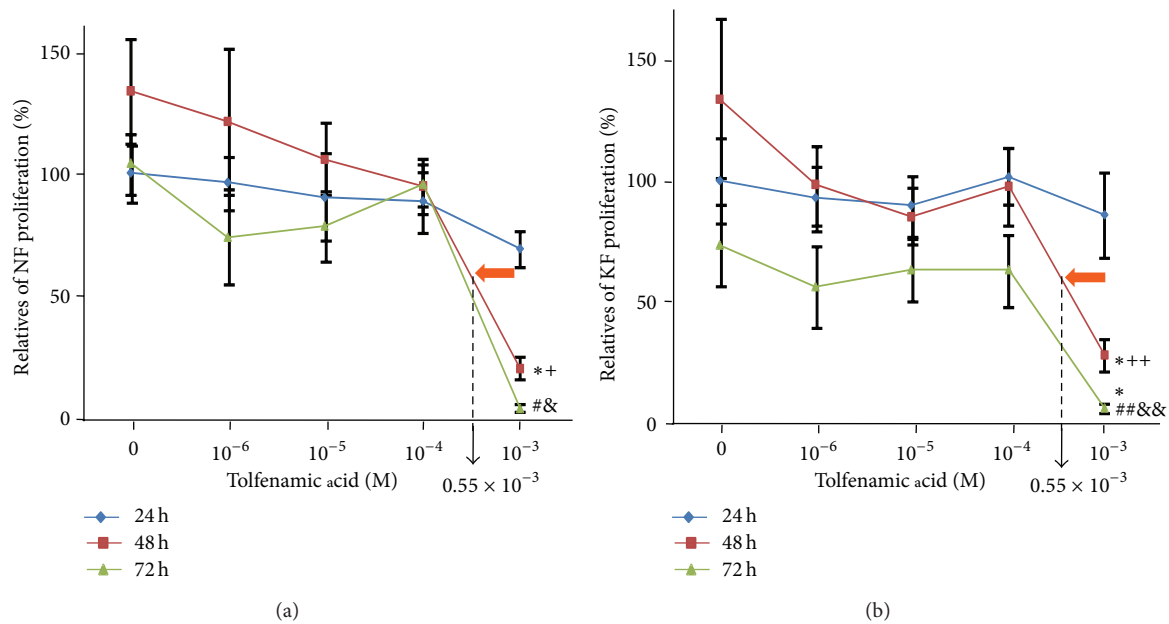 Relatives of NF proliferation (%)
150
100
50
0
*+
#&
0
10⁻⁶
10⁻⁵
10⁻⁴
10⁻³
Tolfenamic acid (M)
0.55 × 10⁻³
24 h
48 h
72 h
(a)
Relatives of KF proliferation (%)
150
100
50
0
*++
*
##&&
0
10⁻⁶
10⁻⁵
10⁻⁴
10⁻³
Tolfenamic acid (M)
0.55 × 10⁻³
24 h
48 h
72 h
(b)